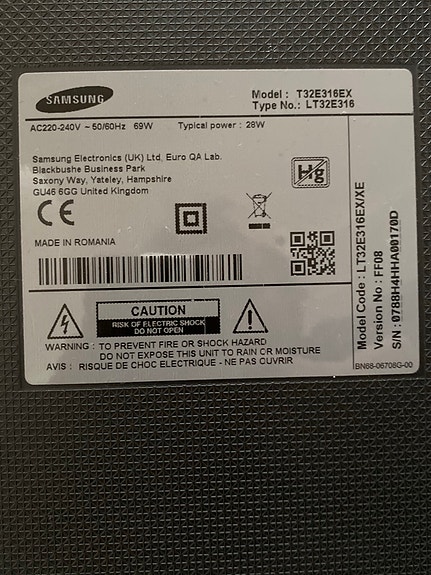 SAMSUNG
Model : T32E316EX
Type No.: LT32E316
AC220-240V ~ 50/60Hz 69W Typical power : 28W
Samsung Electronics (UK) Ltd, Euro QA Lab.
Blackbushe Business Park
Saxony Way, Yateley, Hampshire
GU46 6GG United Kingdom
Hg
CE
MADE IN ROMANIA
CAUTION
RISK OF ELECTRIC SHOCK
DO NOT OPEN
WARNING : TO PREVENT FIRE OR SHOCK HAZARD
DO NOT EXPOSE THIS UNIT TO RAIN OR MOISTURE
AVIS : RISQUE DE CHOC ELECTRIQUE - NE PAS OUVRIR
Model Code : LT32E316EX/XE
Version No : FF08
S/N : 0788H4HHA00170D
BN68-06708G-00